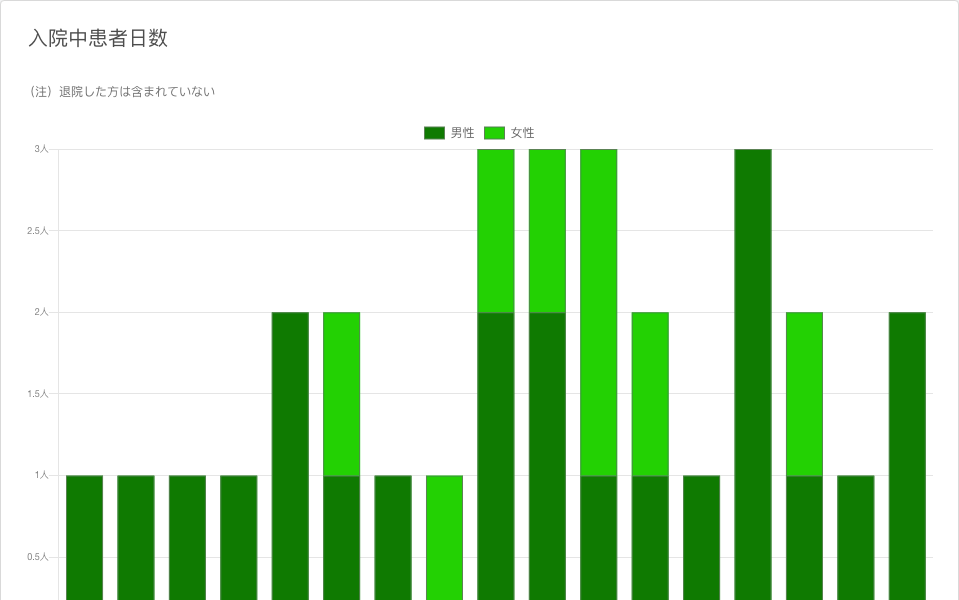 入院中患者日数
（注）退院した方は含まれていない
男性 女性
3人
2.5人
2人
1.5人
1人
0.5人